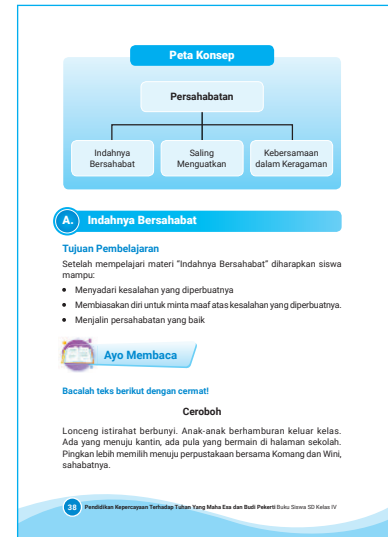 Peta Konsep
Persahabatan
Indahnya
Bersahabat
Saling
Menguatkan
Kebersamaan
dalam Keragaman
A. Indahnya Bersahabat
Tujuan Pembelajaran
Setelah mempelajari materi "Indahnya Bersahabat" diharapkan siswa
mampu:
• Menyadari kesalahan yang diperbuatnya
• Membiasakan diri untuk minta maaf atas kesalahan yang diperbuatnya.
• Menjalin persahabatan yang baik
Ayo Membaca
Bacalah teks berikut dengan cermat!
Ceroboh
Lonceng istirahat berbunyi. Anak-anak berhamburan keluar kelas.
Ada yang menuju kantin, ada pula yang bermain di halaman sekolah.
Pingkan lebih memilih menuju perpustakaan bersama Komang dan Wini,
sahabatnya.
38 Pendidikan Kepercayaan Terhadap Tuhan Yang Maha Esa dan Budi Pekerti Buku Siswa SD Kelas IV